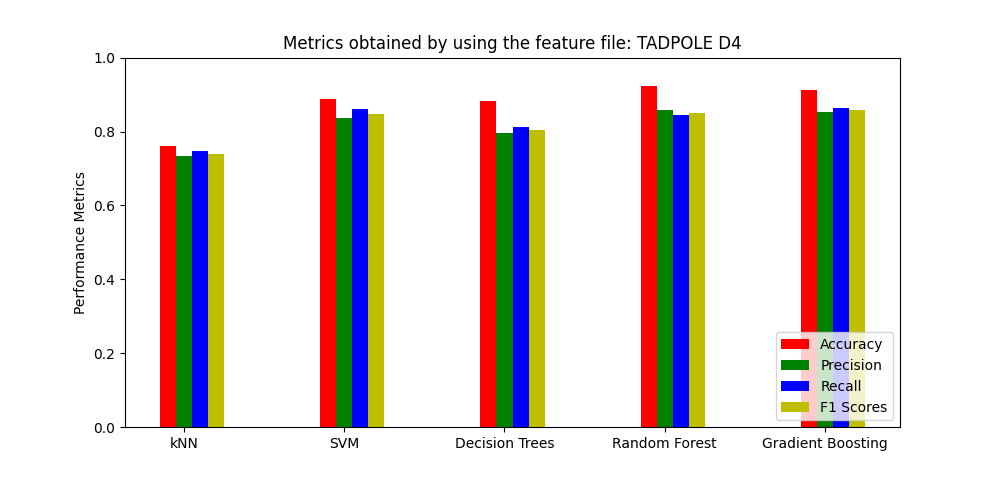 Metrics obtained by using the feature file: TADPOLE D4
Performance Metrics
1.0
0.8
0.6
0.4
0.2
0.0
kNN
SVM
Decision Trees
Random Forest
Gradient Boosting
Accuracy
Precision
Recall
F1 Scores